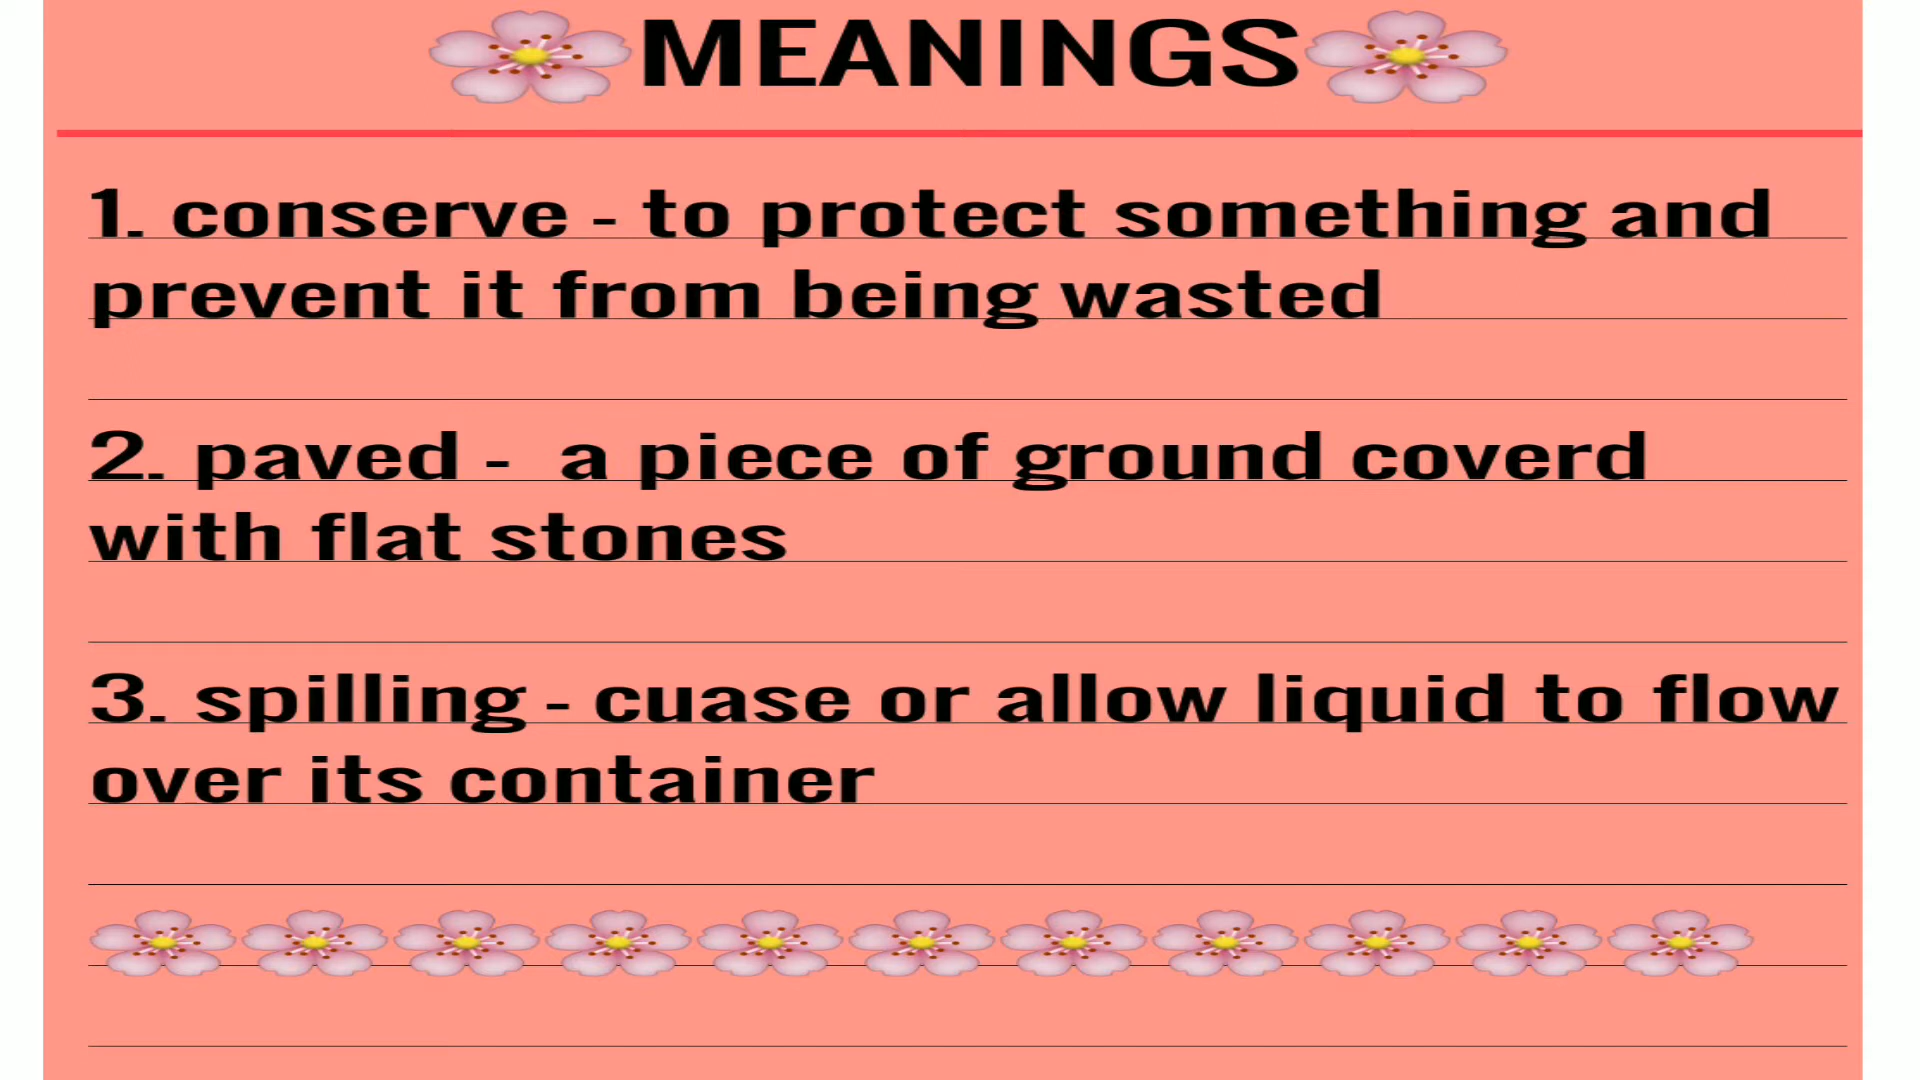 MEANINGS
1. conserve - to protect something and
prevent it from being wasted
2. paved - a piece of ground coverd
with flat stones
3. spilling - cuase or allow liquid to flow
over its container